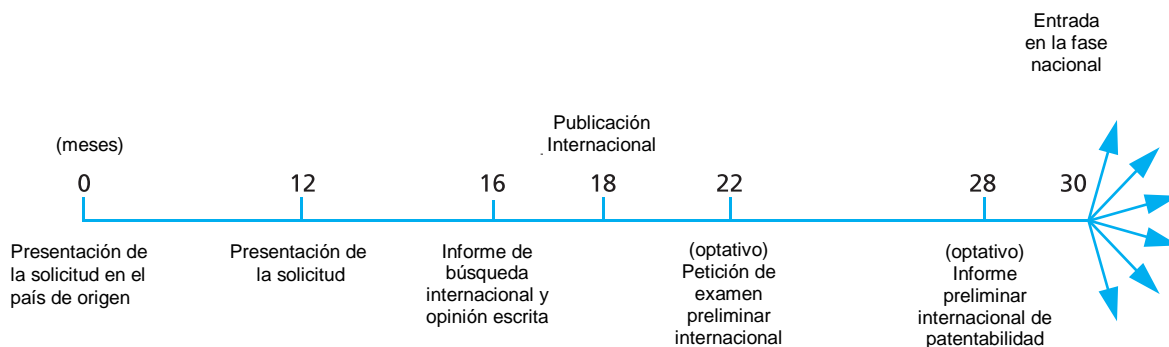 Entrada
en la fase
nacional
Publicación
Internacional
(meses)
0
12
16
18
22
28
30
Presentación de
la solicitud en el
país de origen
Presentación de
la solicitud
Informe de
búsqueda
internacional y
opinión escrita
(optativo)
Petición de
examen
preliminar
internacional
(optativo)
Informe
preliminar
internacional de
patentabilidad